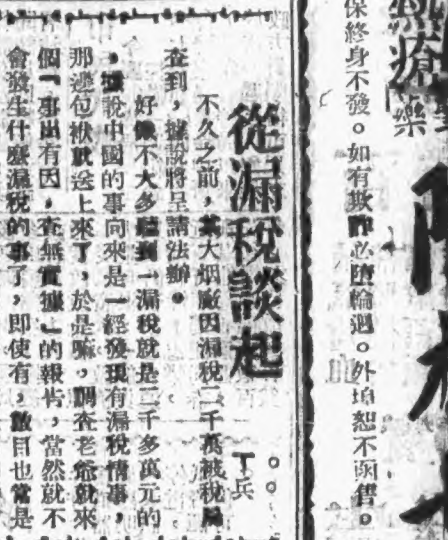 熱瘡藥
保終身不發。如有欺詐必墮輪迴。外埠恕不函售。
從漏稅談起
丁兵
不久之前，某大烟廠因漏稅二千萬被稅局
查到，據說將呈請法辦。
好像不大多聽到一漏稅就是二千多萬元的
，據說中國的事向來是一經發現有漏稅情事，
那邊包袱就送上來了，於是嘛，調查老爺就來
個「事出有因，查無實據」的報告，當然就不
會發生什麼漏稅的事了，即使有，數目也當是